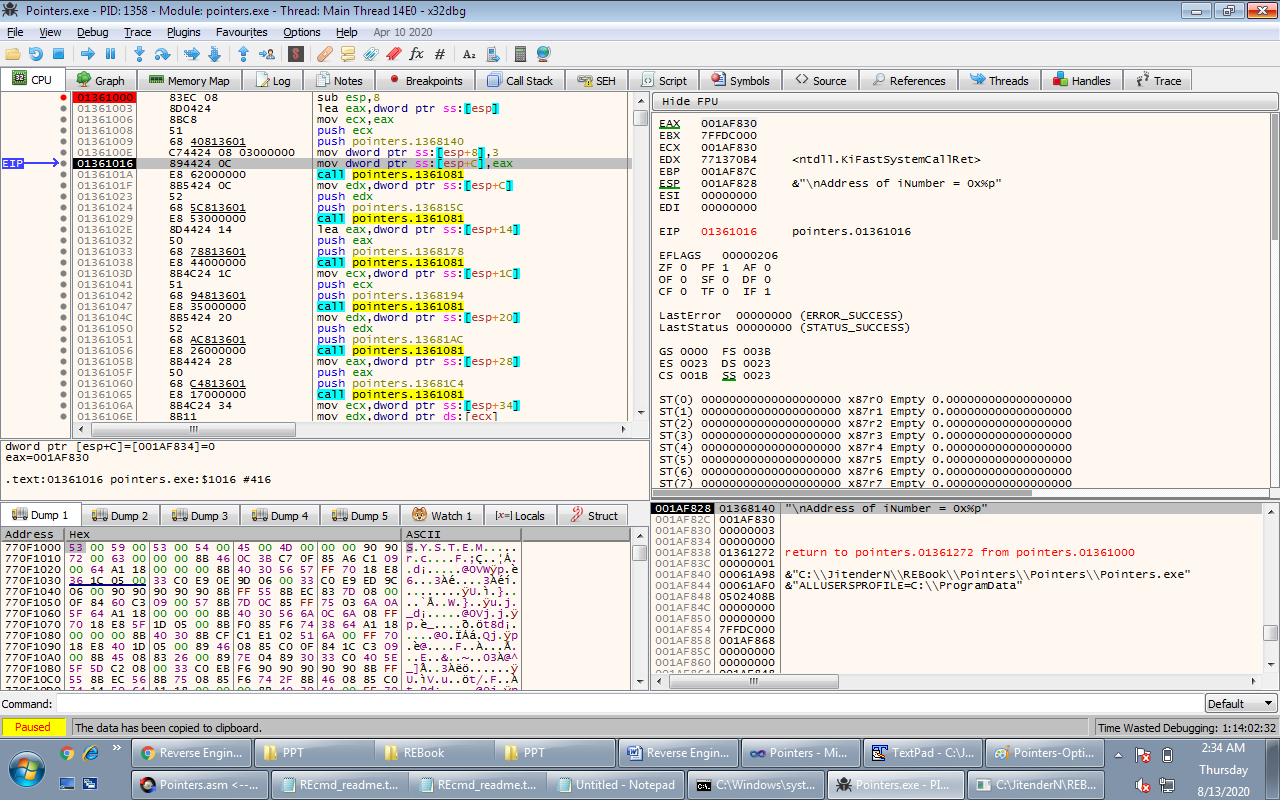 Pointers.exe - PID: 1358 - Module: pointers.exe - Thread: Main Thread 14E0 - x32dbg
File View Debug Trace Plugins Favourites Options Help Apr 10 2020
CPU Graph Memory Map Log Notes Breakpoints Call Stack SEH Script Symbols Source References Threads Handles Trace
01361000 83EC 08 sub esp,8
01361003 8D0424 lea eax,dword ptr ss:[esp]
01361006 8BC8 mov ecx,eax
01361008 51 push ecx
01361009 68 40813601 push pointers.1368140
0136100E C74424 08 03000000 mov dword ptr ss:[esp+8],3
EIP 01361016 894424 0C mov dword ptr ss:[esp+C],eax
0136101A E8 62000000 call pointers.1361081
0136101F 8B5424 0C mov edx,dword ptr ss:[esp+C]
01361023 52 push edx
01361024 68 5C813601 push pointers.136815C
01361029 E8 53000000 call pointers.1361081
0136102E 8D4424 14 lea eax,dword ptr ss:[esp+14]
01361032 50 push eax
01361033 68 78813601 push pointers.1368178
01361038 E8 44000000 call pointers.1361081
0136103D 8B4C24 1C mov ecx,dword ptr ss:[esp+1C]
01361041 51 push ecx
01361042 68 94813601 push pointers.1368194
01361047 E8 35000000 call pointers.1361081
0136104C 8B5424 20 mov edx,dword ptr ss:[esp+20]
01361050 52 push edx
01361051 68 AC813601 push pointers.13681AC
01361056 E8 26000000 call pointers.1361081
0136105B 8B4424 28 mov eax,dword ptr ss:[esp+28]
0136105F 50 push eax
01361060 68 C4813601 push pointers.13681C4
01361065 E8 17000000 call pointers.1361081
0136106A 8B4C24 34 mov ecx,dword ptr ss:[esp+34]
0136106E 8B11 mov edx,dword ptr ds:[ecx]
dword ptr [esp+C]=[001AF834]=0
eax=001AF830
.text:01361016 pointers.exe:$1016 #416
Hide FPU
EAX 001AF830
EBX 7FFDC000
ECX 001AF830
EDX 771370B4 <ntdll.KiFastSystemCallRet>
EBP 001AF87C
ESP 001AF828 &"\nAddress of iNumber = 0x%p"
ESI 00000000
EDI 00000000
EIP 01361016 pointers.01361016
EFLAGS 00000206
ZF 0 PF 1 AF 0
OF 0 SF 0 DF 0
CF 0 TF 0 IF 1
LastError 00000000 (ERROR_SUCCESS)
LastStatus 00000000 (STATUS_SUCCESS)
GS 0000 FS 003B
ES 0023 DS 0023
CS 001B SS 0023
ST(0) 00000000000000000000 x87r0 Empty 0.000000000000000000
ST(1) 00000000000000000000 x87r1 Empty 0.000000000000000000
ST(2) 00000000000000000000 x87r2 Empty 0.000000000000000000
ST(3) 00000000000000000000 x87r3 Empty 0.000000000000000000
ST(4) 00000000000000000000 x87r4 Empty 0.000000000000000000
ST(5) 00000000000000000000 x87r5 Empty 0.000000000000000000
ST(6) 00000000000000000000 x87r6 Empty 0.000000000000000000
ST(7) 00000000000000000000 x87r7 Empty 0.000000000000000000
Dump 1 Dump 2 Dump 3 Dump 4 Dump 5 Watch 1 Locals Struct
Address Hex ASCII
770F1000 53 00 59 00 53 00 54 00 45 00 4D 00 00 00 90 90 S.Y.S.T.E.M.....
770F1010 72 00 63 00 00 00 8B 46 0C 3B C7 0F 85 A6 C1 09
770F1020 00 64 A1 18 00 00 00 8B 40 30 56 57 FF 70 18 E8
770F1030 36 1C 05 00 33 C0 E9 0E 9D 06 00 33 C0 E9 ED 9C
770F1040 06 00 90 90 90 90 90 8B FF 55 8B EC 83 7D 08 00
770F1050 0F 84 60 C3 09 00 57 8B 7D 0C 85 FF 75 03 6A 0A
770F1060 5F 64 A1 18 00 00 00 8B 40 30 56 6A 0C 6A 08 FF
770F1070 70 18 E8 5F 1D 05 00 8B F0 85 F6 74 38 64 A1 18
770F1080 00 00 00 8B 40 30 8B CF C1 E1 02 51 6A 00 FF 70
770F1090 18 E8 40 1D 05 00 89 46 08 85 C0 0F 84 1C C3 09
770F10A0 00 8B 45 08 83 26 00 89 7E 04 89 30 33 C0 40 5E
770F10B0 5F 5D C2 08 00 33 C0 EB F6 90 90 90 90 90 8B FF
770F10C0 55 8B EC 56 8B 75 08 85 F6 74 2F 8B 46 08 85 C0
001AF828 01368140 "\nAddress of iNumber = 0x%p"
001AF82C 001AF830
001AF830 00000003
001AF834 00000000
001AF838 01361272 return to pointers.01361272 from pointers.01361000
001AF83C 00000001
001AF840 00061A98 &"C:\\JitenderN\\REBook\\Pointers\\Pointers\\Pointers.exe"
001AF844 00061AF0 &"ALLUSERSPROFILE=C:\\ProgramData"
001AF848 0502408B
001AF84C 00000000
001AF850 00000000
001AF854 7FFDC000
001AF858 001AF868
001AF85C 00000000
001AF860 00000000
Command: Default
Paused The data has been copied to clipboard. Time Wasted Debugging: 1:14:02:32
Reverse Engin... PPT REBook PPT Reverse Engin... Pointers - Mi... TextPad - C:\J... Pointers-Opti... 2:34 AM
Thursday
Pointers.asm <--... REcmd_readme.t... REcmd_readme.t... Untitled - Notepad C:\Windows\syst... Pointers.exe - PI... C:\JitenderN\REB... 8/13/2020